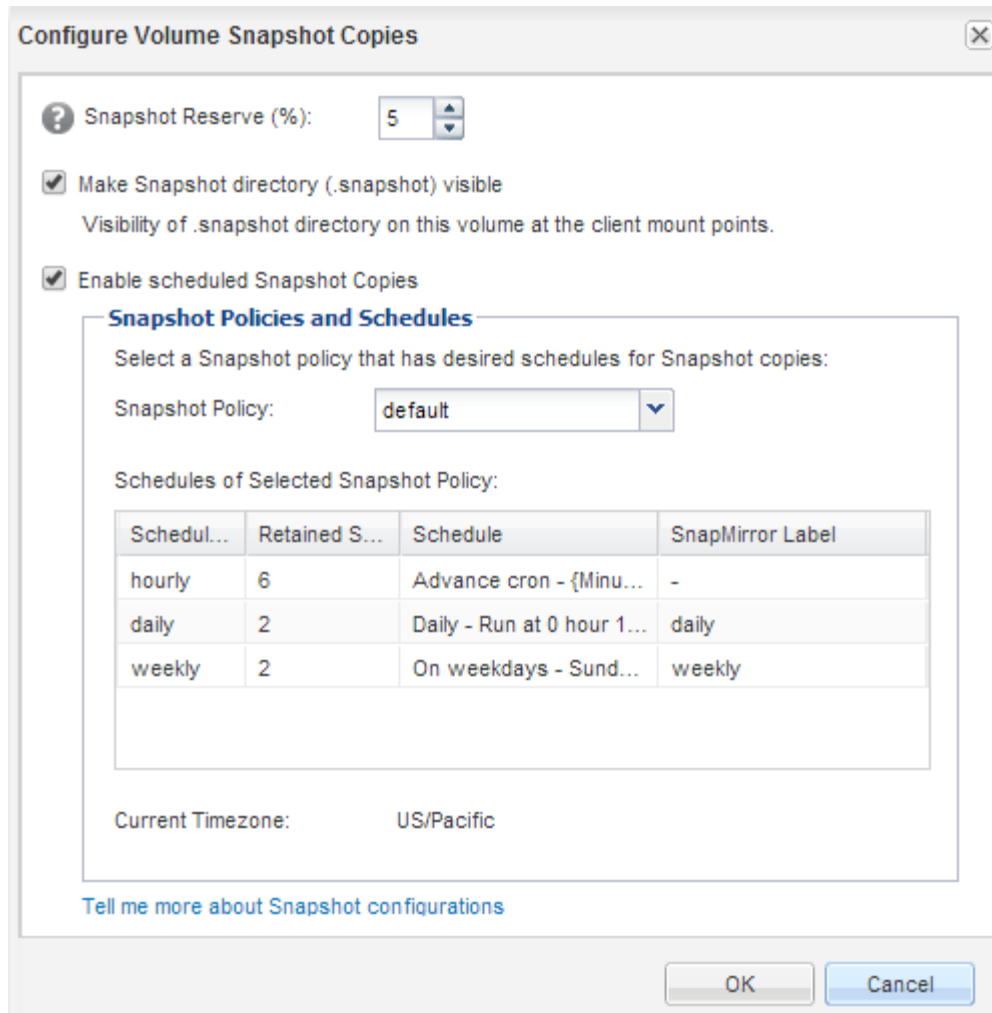 Configure Volume Snapshot Copies
Snapshot Reserve (%): 5
Make Snapshot directory (.snapshot) visible
Visibility of .snapshot directory on this volume at the client mount points.
Enable scheduled Snapshot Copies
Snapshot Policies and Schedules
Select a Snapshot policy that has desired schedules for Snapshot copies:
Snapshot Policy: default
Schedules of Selected Snapshot Policy:
Schedul... Retained S... Schedule SnapMirror Label
hourly 6 Advance cron - {Minu... -
daily 2 Daily - Run at 0 hour 1... daily
weekly 2 On weekdays - Sund... weekly
Current Timezone: US/Pacific
Tell me more about Snapshot configurations
OK Cancel